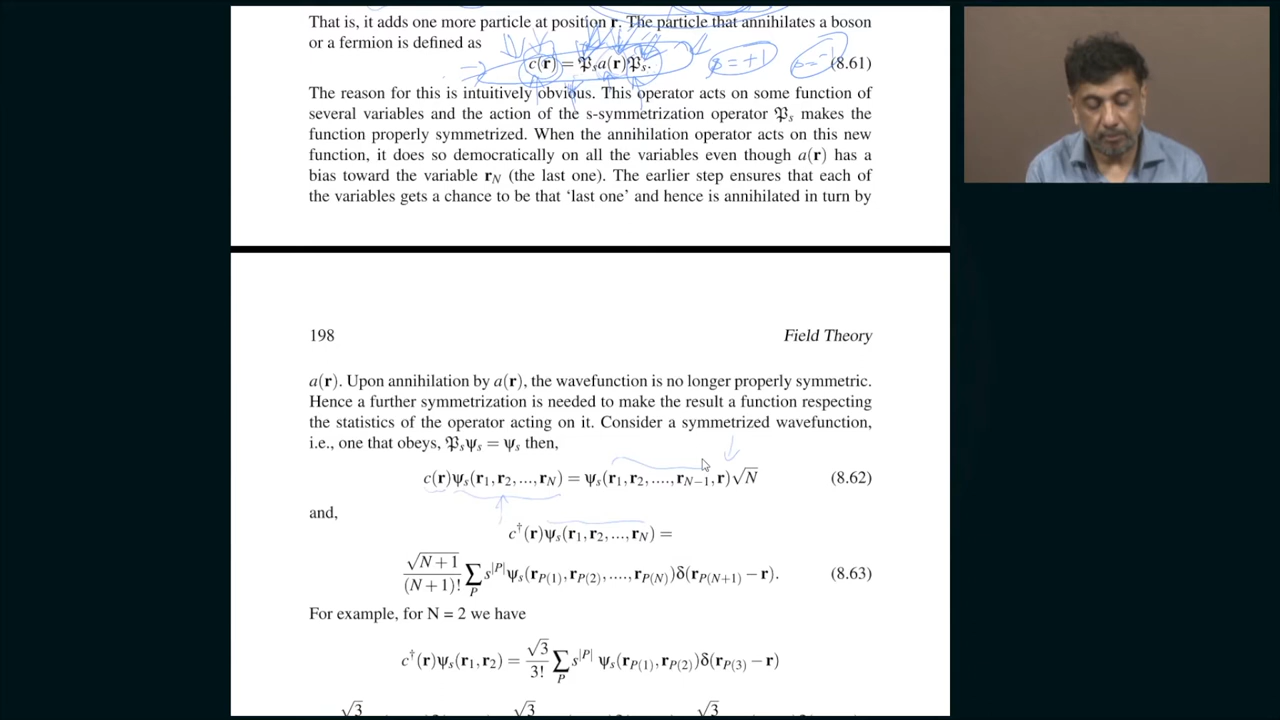 That is, it adds one more particle at position r. The particle that annihilates a boson
or a fermion is defined as
c(r) = 𝔓ₛa(r)𝔓ₛ. s = +1 s = -1 (8.61)
The reason for this is intuitively obvious. This operator acts on some function of
several variables and the action of the s-symmetrization operator 𝔓ₛ makes the
function properly symmetrized. When the annihilation operator acts on this new
function, it does so democratically on all the variables even though a(r) has a
bias toward the variable r_N (the last one). The earlier step ensures that each of
the variables gets a chance to be that ‘last one’ and hence is annihilated in turn by
198 Field Theory
a(r). Upon annihilation by a(r), the wavefunction is no longer properly symmetric.
Hence a further symmetrization is needed to make the result a function respecting
the statistics of the operator acting on it. Consider a symmetrized wavefunction,
i.e., one that obeys, 𝔓ₛψₛ = ψₛ then,
c(r)ψₛ(r₁,r₂,...,r_N) = ψₛ(r₁,r₂,....,r_{N−1},r)√N (8.62)
and,
c†(r)ψₛ(r₁,r₂,...,r_N) =
√(N+1)/(N+1)! ∑_P s^{|P|}ψₛ(r_{P(1)},r_{P(2)},....,r_{P(N)})δ(r_{P(N+1)} − r). (8.63)
For example, for N = 2 we have
c†(r)ψₛ(r₁,r₂) = √3/3! ∑_P s^{|P|} ψₛ(r_{P(1)},r_{P(2)})δ(r_{P(3)} − r)
√3 √3 √3